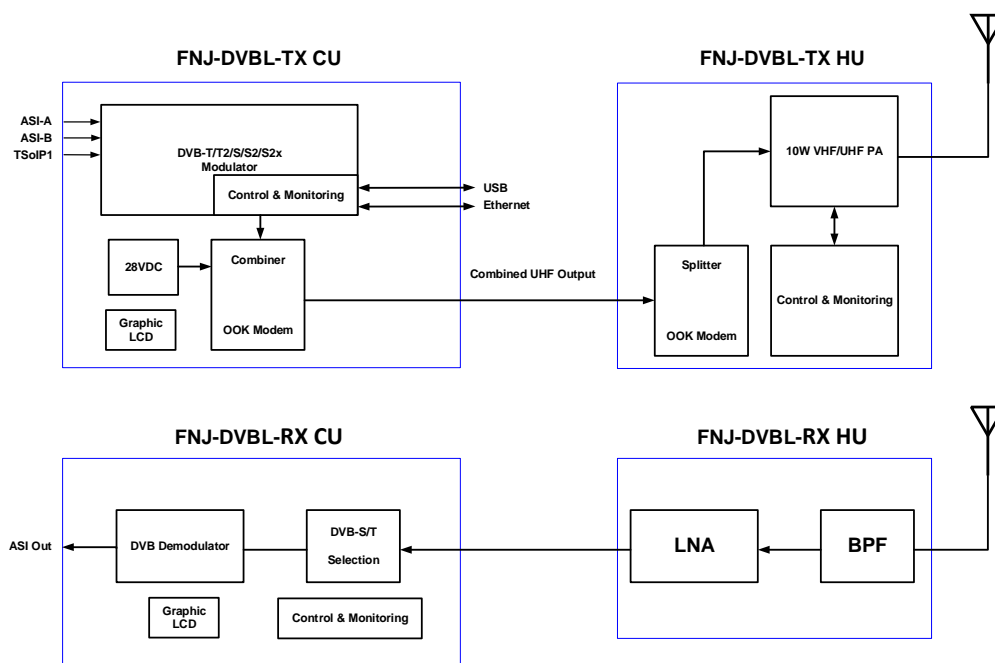 FNJ-DVBL-TX CU
ASI-A
ASI-B
TSoIP1
DVB-T/T2/S/S2/S2x
Modulator
Control & Monitoring
USB
Ethernet
28VDC
Combiner
OOK Modem
Graphic
LCD
Combined UHF Output
FNJ-DVBL-TX HU
10W VHF/UHF PA
Splitter
OOK Modem
Control & Monitoring
FNJ-DVBL-RX CU
ASI Out
DVB Demodulator
DVB-S/T
Selection
Graphic
LCD
Control & Monitoring
FNJ-DVBL-RX HU
LNA
BPF